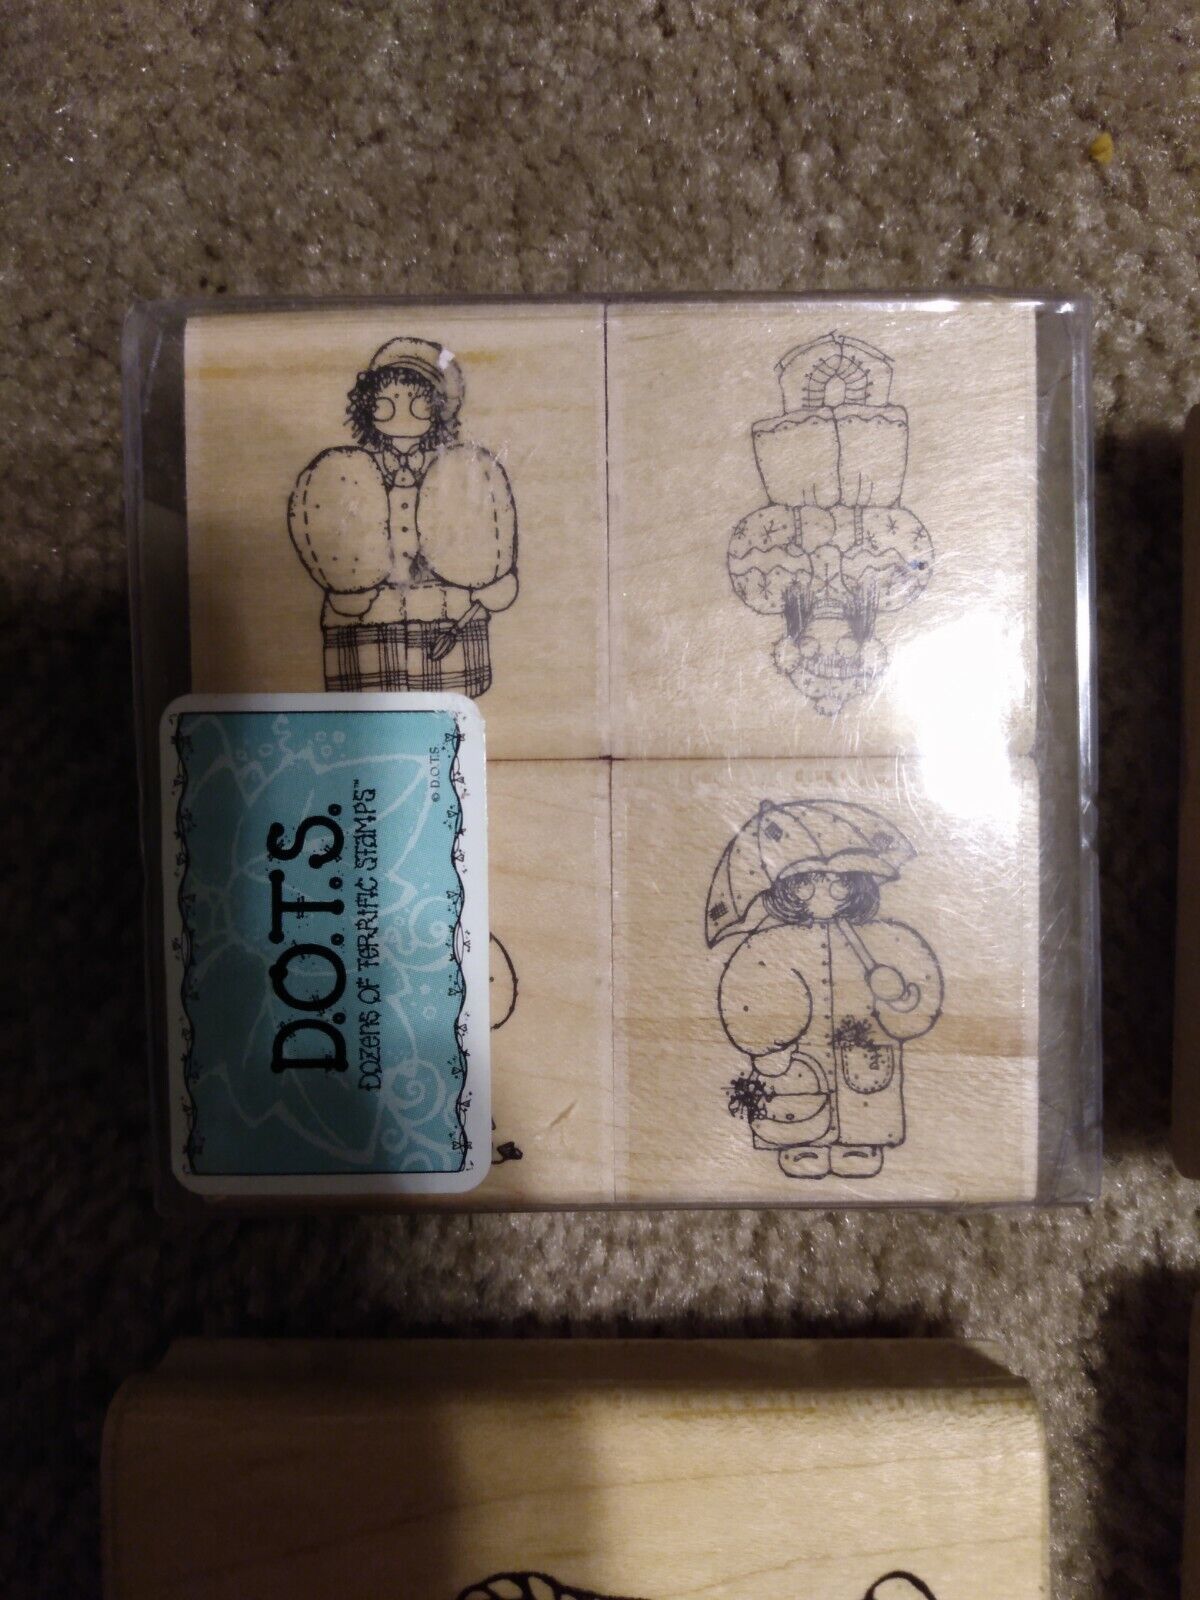 D.O.T.S.
DOZENS OF TERRIFIC STAMPS™
© D.O.T.S.